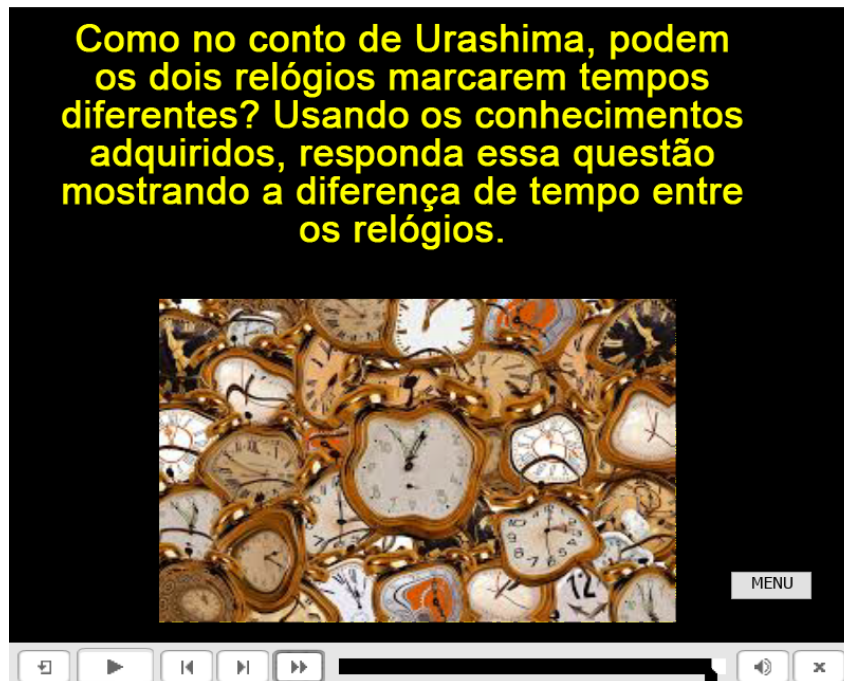 Como no conto de Urashima, podem
os dois relógios marcarem tempos
diferentes? Usando os conhecimentos
adquiridos, responda essa questão
mostrando a diferença de tempo entre
os relógios.
12
MENU